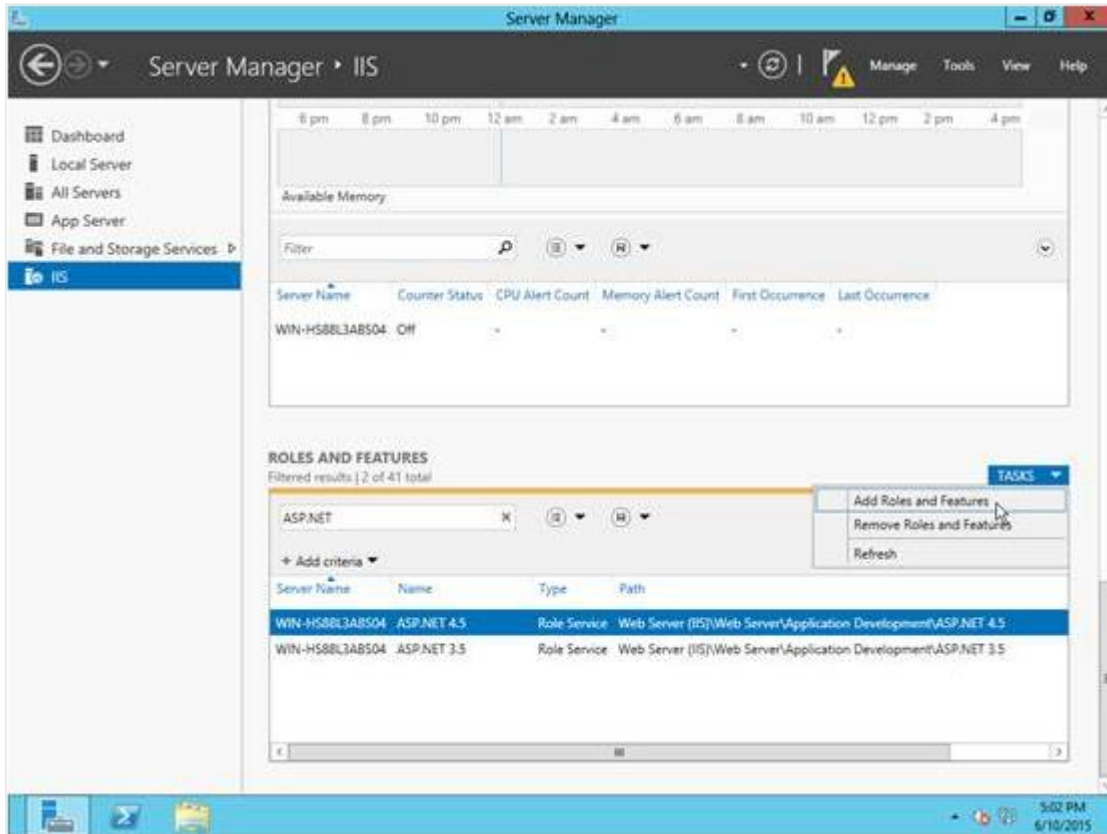 Server Manager
Server Manager ‣ IIS
Manage Tools View Help
Dashboard
Local Server
All Servers
App Server
File and Storage Services
IIS
6 pm 8 pm 10 pm 12 am 2 am 4 am 6 am 8 am 10 am 12 pm 2 pm 4 pm
Available Memory
Filter
Server Name Counter Status CPU Alert Count Memory Alert Count First Occurrence Last Occurrence
WIN-HS88L3ABS04 Off - - - -
ROLES AND FEATURES
Filtered results | 2 of 41 total
TASKS
Add Roles and Features
Remove Roles and Features
Refresh
ASP.NET
+ Add criteria
Server Name Name Type Path
WIN-HS88L3ABS04 ASP.NET 4.5 Role Service Web Server (IIS)\Web Server\Application Development\ASP.NET 4.5
WIN-HS88L3ABS04 ASP.NET 3.5 Role Service Web Server (IIS)\Web Server\Application Development\ASP.NET 3.5
5:02 PM
6/10/2015